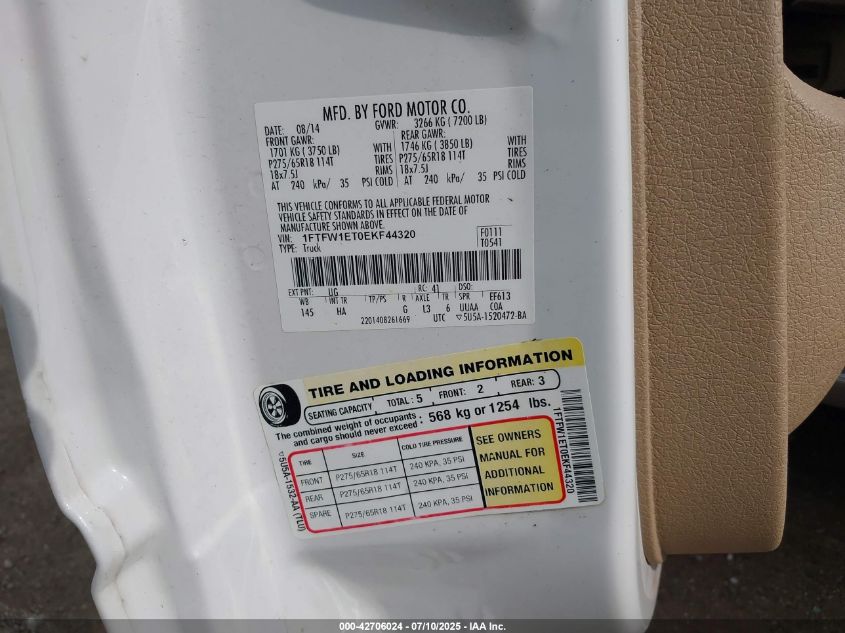 MFD. BY FORD MOTOR CO.
DATE: 08/14 GVWR: 3266 KG ( 7200 LB)
FRONT GAWR: REAR GAWR:
1701 KG ( 3750 LB) WITH 1746 KG ( 3850 LB) WITH
P275/65R18 114T TIRES P275/65R18 114T TIRES
18x7.5J RIMS 18x7.5J RIMS
AT 240 kPa/ 35 PSI COLD AT 240 kPa/ 35 PSI COLD
THIS VEHICLE CONFORMS TO ALL APPLICABLE FEDERAL MOTOR
VEHICLE SAFETY STANDARDS IN EFFECT ON THE DATE OF
MANUFACTURE SHOWN ABOVE.
VIN: 1FTFW1ET0EKF44320 F0111
TYPE: Truck T0541
EXT PNT: UG RC: 41 DSO:
WB INT TR TP/PS R AXLE TR SPR EF613
145 HA G L3 6 UUAA COA
2201408261669 UTC ▽5U5A-1520472-BA
TIRE AND LOADING INFORMATION
SEATING CAPACITY TOTAL : 5 FRONT: 2 REAR: 3
The combined weight of occupants
and cargo should never exceed : 568 kg or 1254 lbs.
TIRE SIZE COLD TIRE PRESSURE
FRONT P275/65R18 114T 240 KPA, 35 PSI
REAR P275/65R18 114T 240 KPA, 35 PSI
SPARE P275/65R18 114T 240 KPA, 35 PSI
SEE OWNERS
MANUAL FOR
ADDITIONAL
INFORMATION
▽5U5A-1532-AA (7LU)
1FTFW1ET0EKF44320
000-42706024 - 07/10/2025 - IAA Inc.